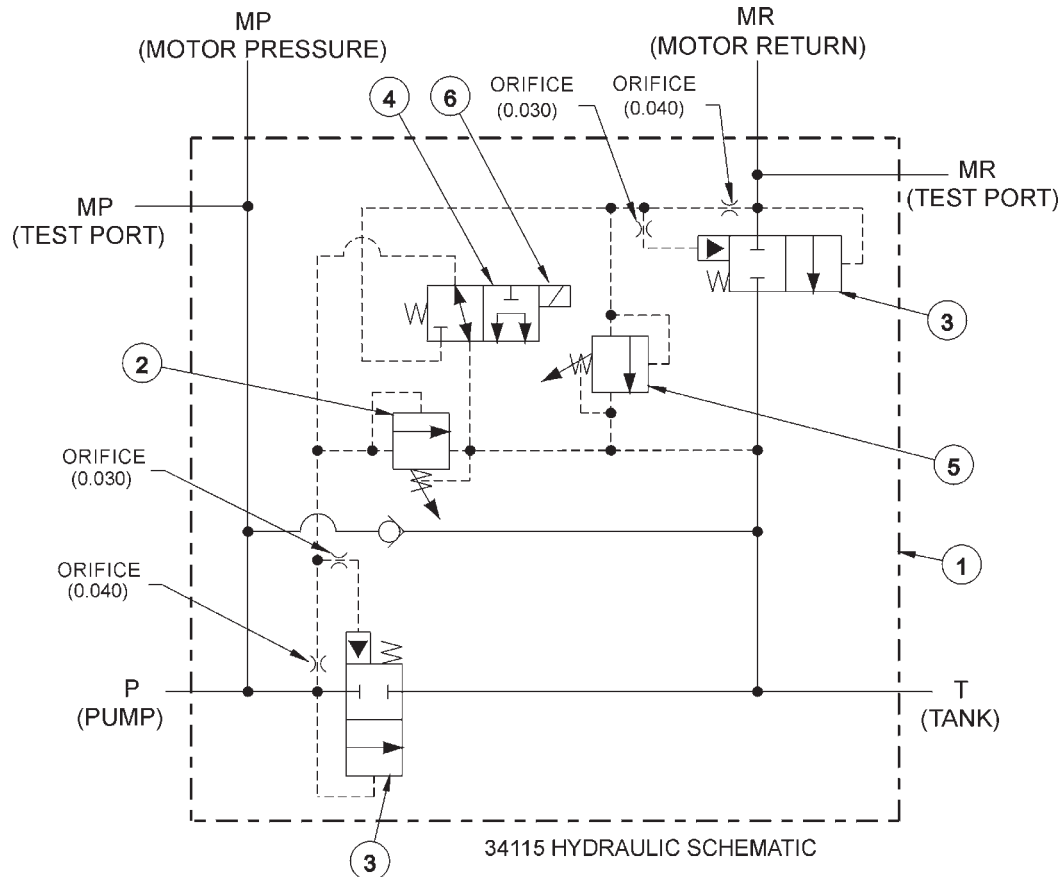 MP
(MOTOR PRESSURE)
MR
(MOTOR RETURN)
4
6
ORIFICE
(0.030)
ORIFICE
(0.040)
MP
(TEST PORT)
MR
(TEST PORT)
3
2
5
ORIFICE
(0.030)
1
ORIFICE
(0.040)
P
(PUMP)
T
(TANK)
3
34115 HYDRAULIC SCHEMATIC